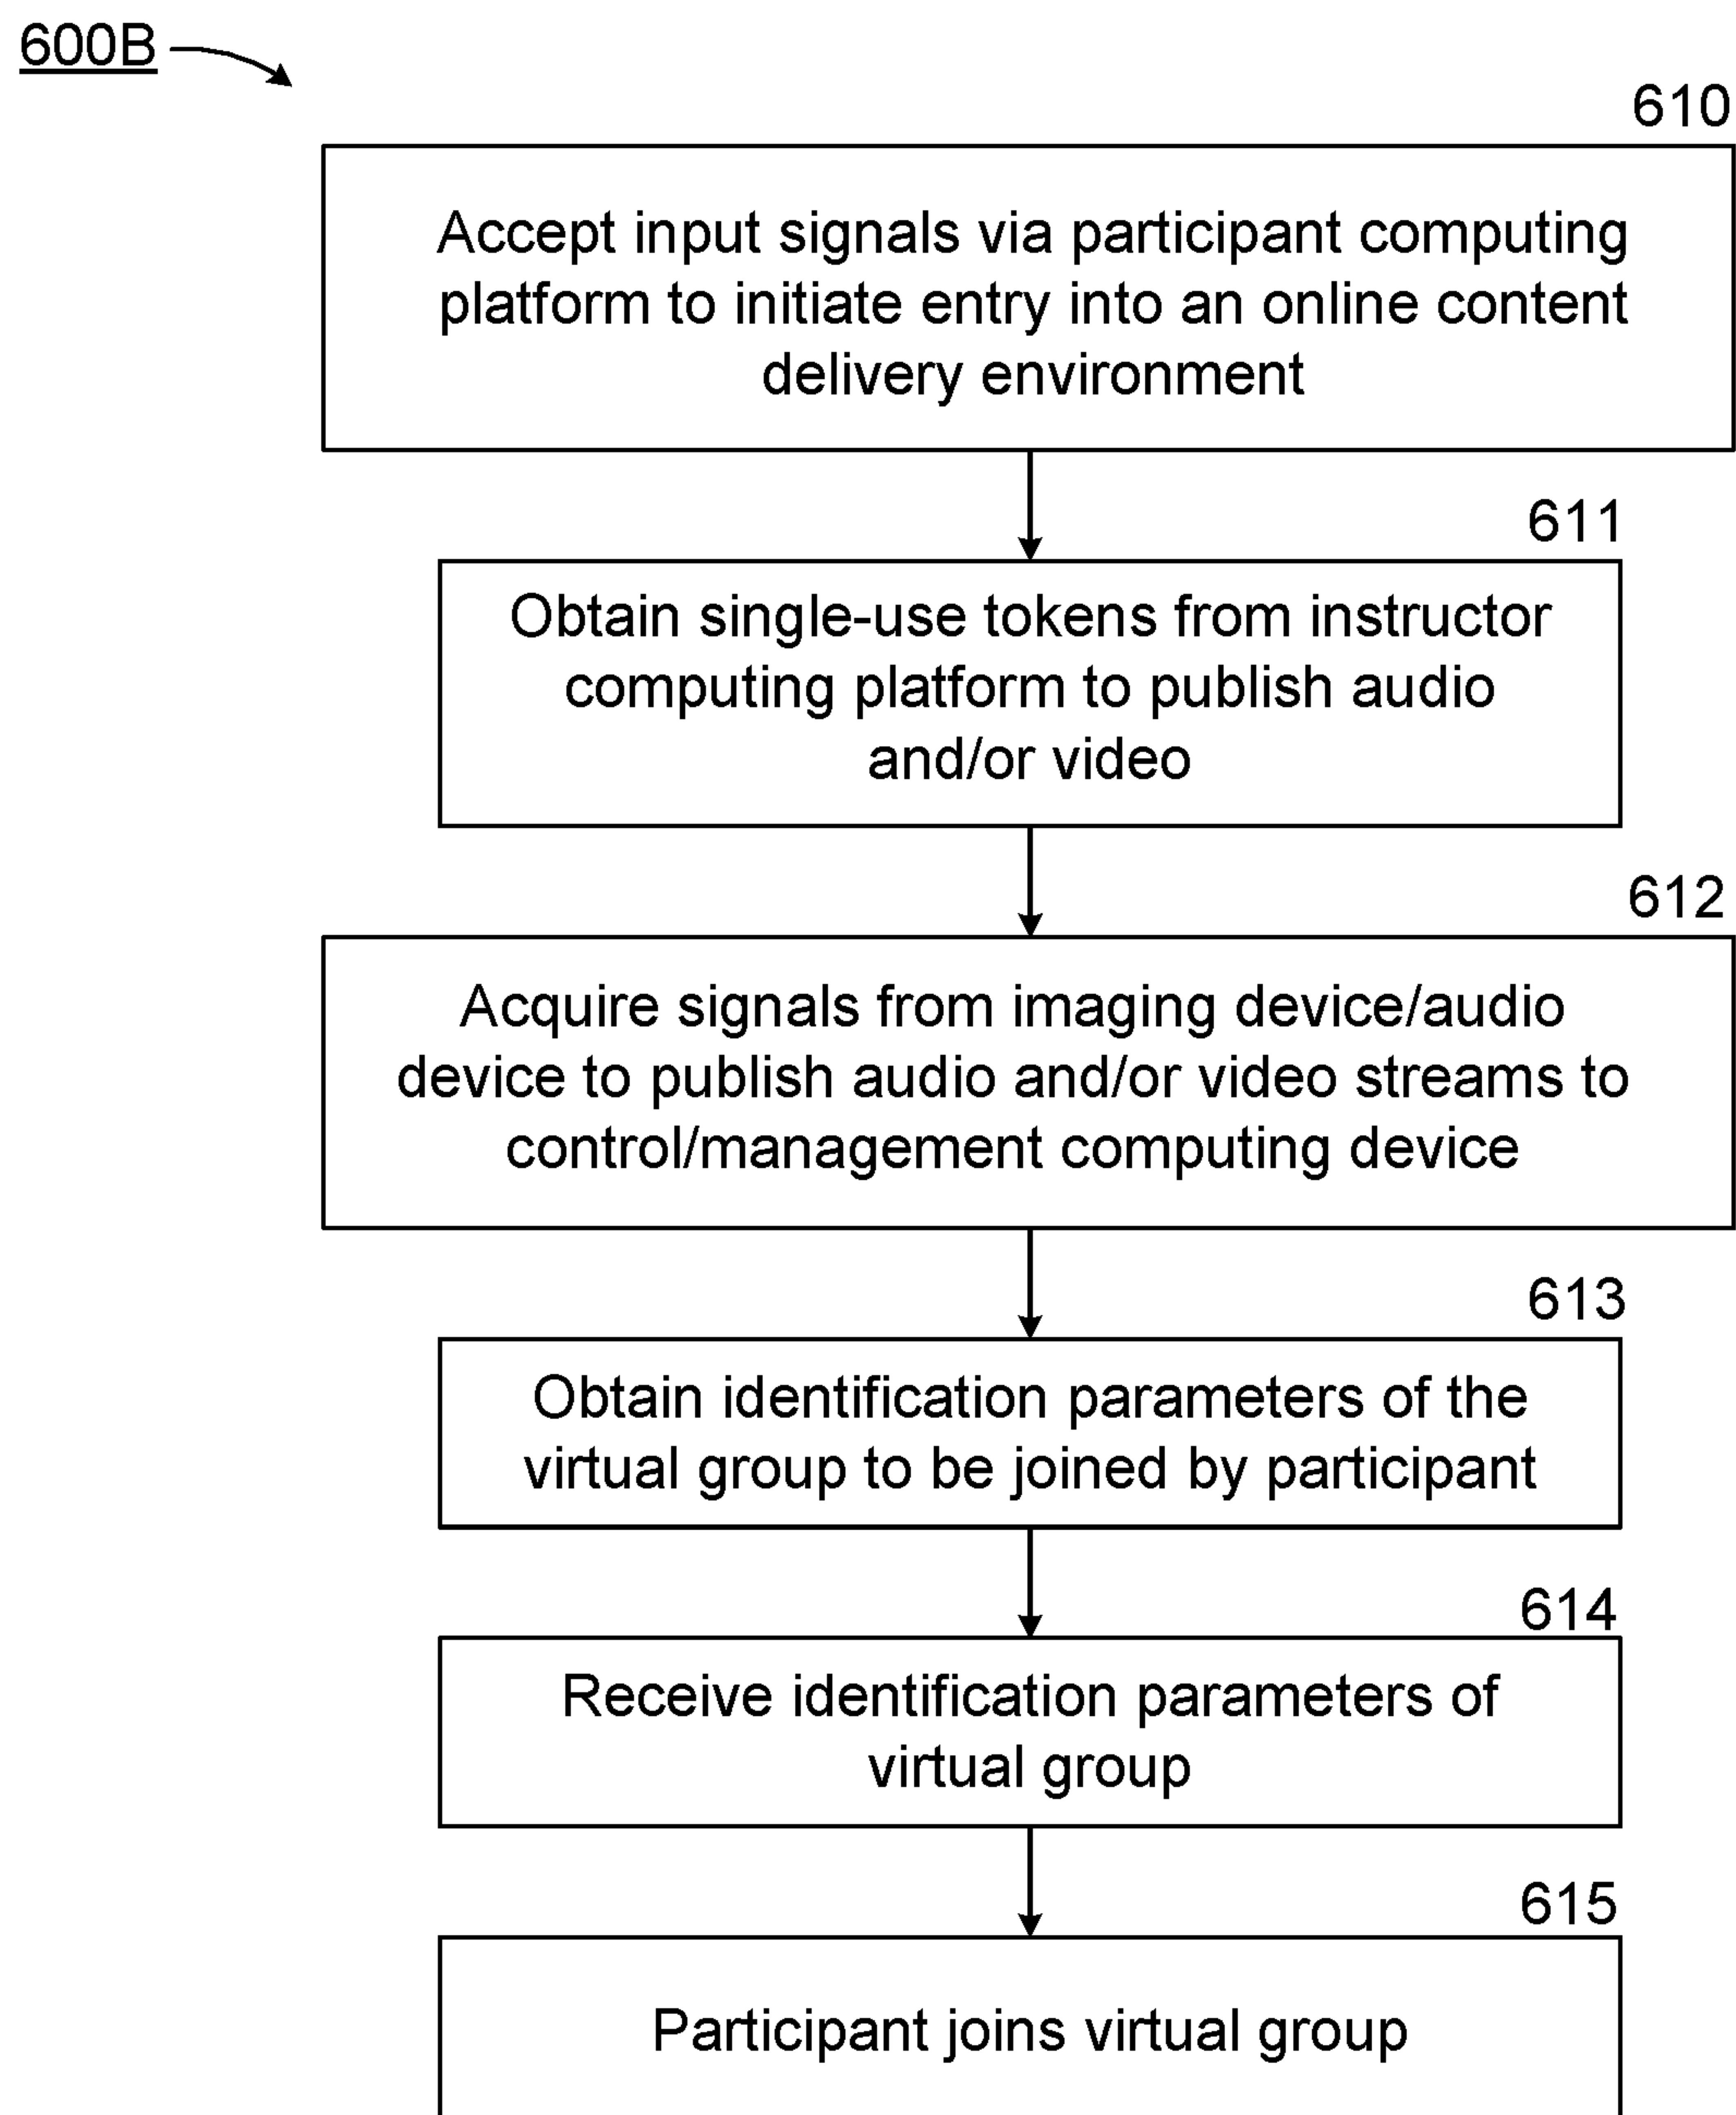 600B
610
Accept input signals via participant computing
platform to initiate entry into an online content
delivery environment
611
Obtain single-use tokens from instructor
computing platform to publish audio
and/or video
612
Acquire signals from imaging device/audio
device to publish audio and/or video streams to
control/management computing device
613
Obtain identification parameters of the
virtual group to be joined by participant
614
Receive identification parameters of
virtual group
615
Participant joins virtual group